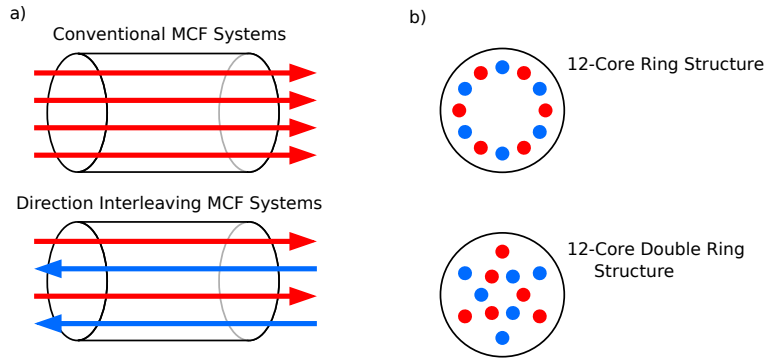 a)
Conventional MCF Systems
Direction Interleaving MCF Systems
b)
12-Core Ring Structure
12-Core Double Ring
Structure